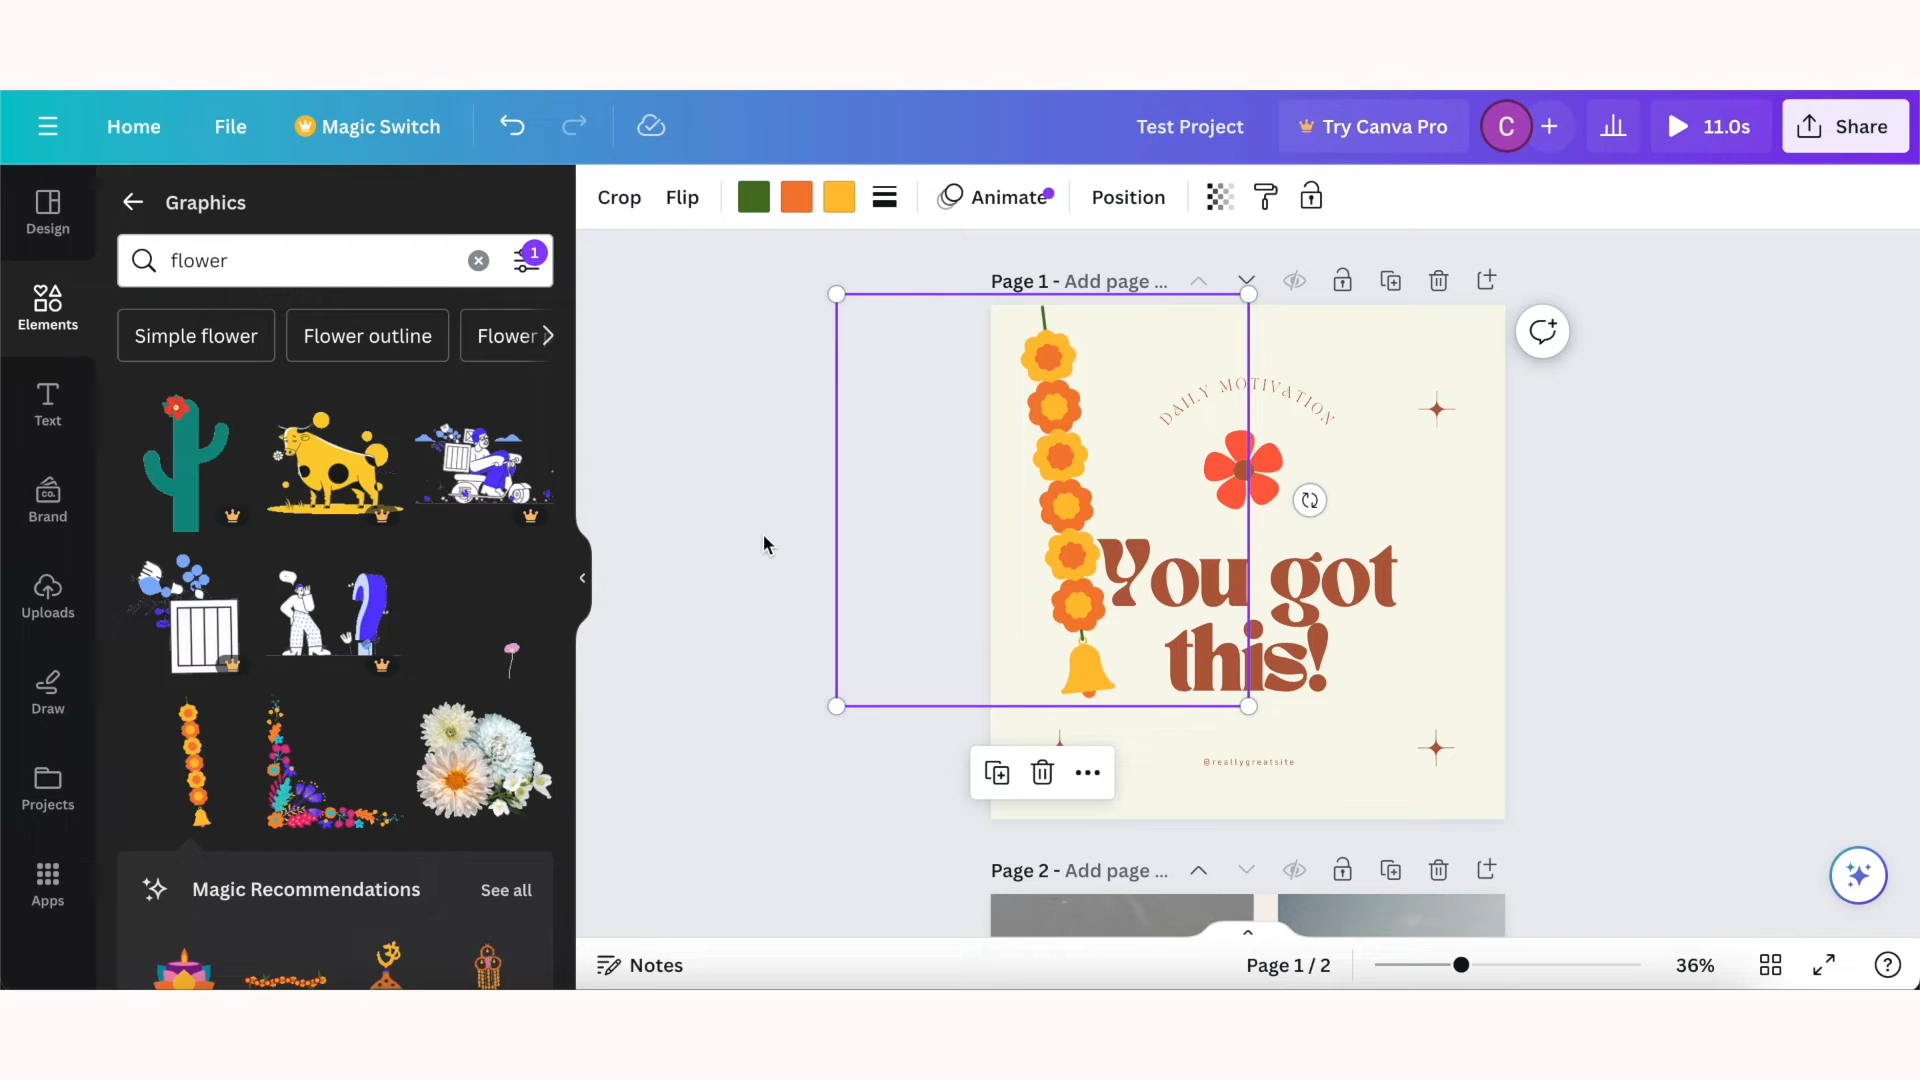 Home File Magic Switch Test Project Try Canva Pro C 11.0s Share
Design
Elements
Text
Brand
CO.
Uploads
Draw
Projects
Apps
Graphics
flower
1
Simple flower Flower outline Flower
Magic Recommendations See all
Crop Flip Animate Position
Page 1 - Add page ...
DAILY MOTIVATION
You got
this!
@reallygreatsite
Page 2 - Add page ...
Notes Page 1 / 2 36%